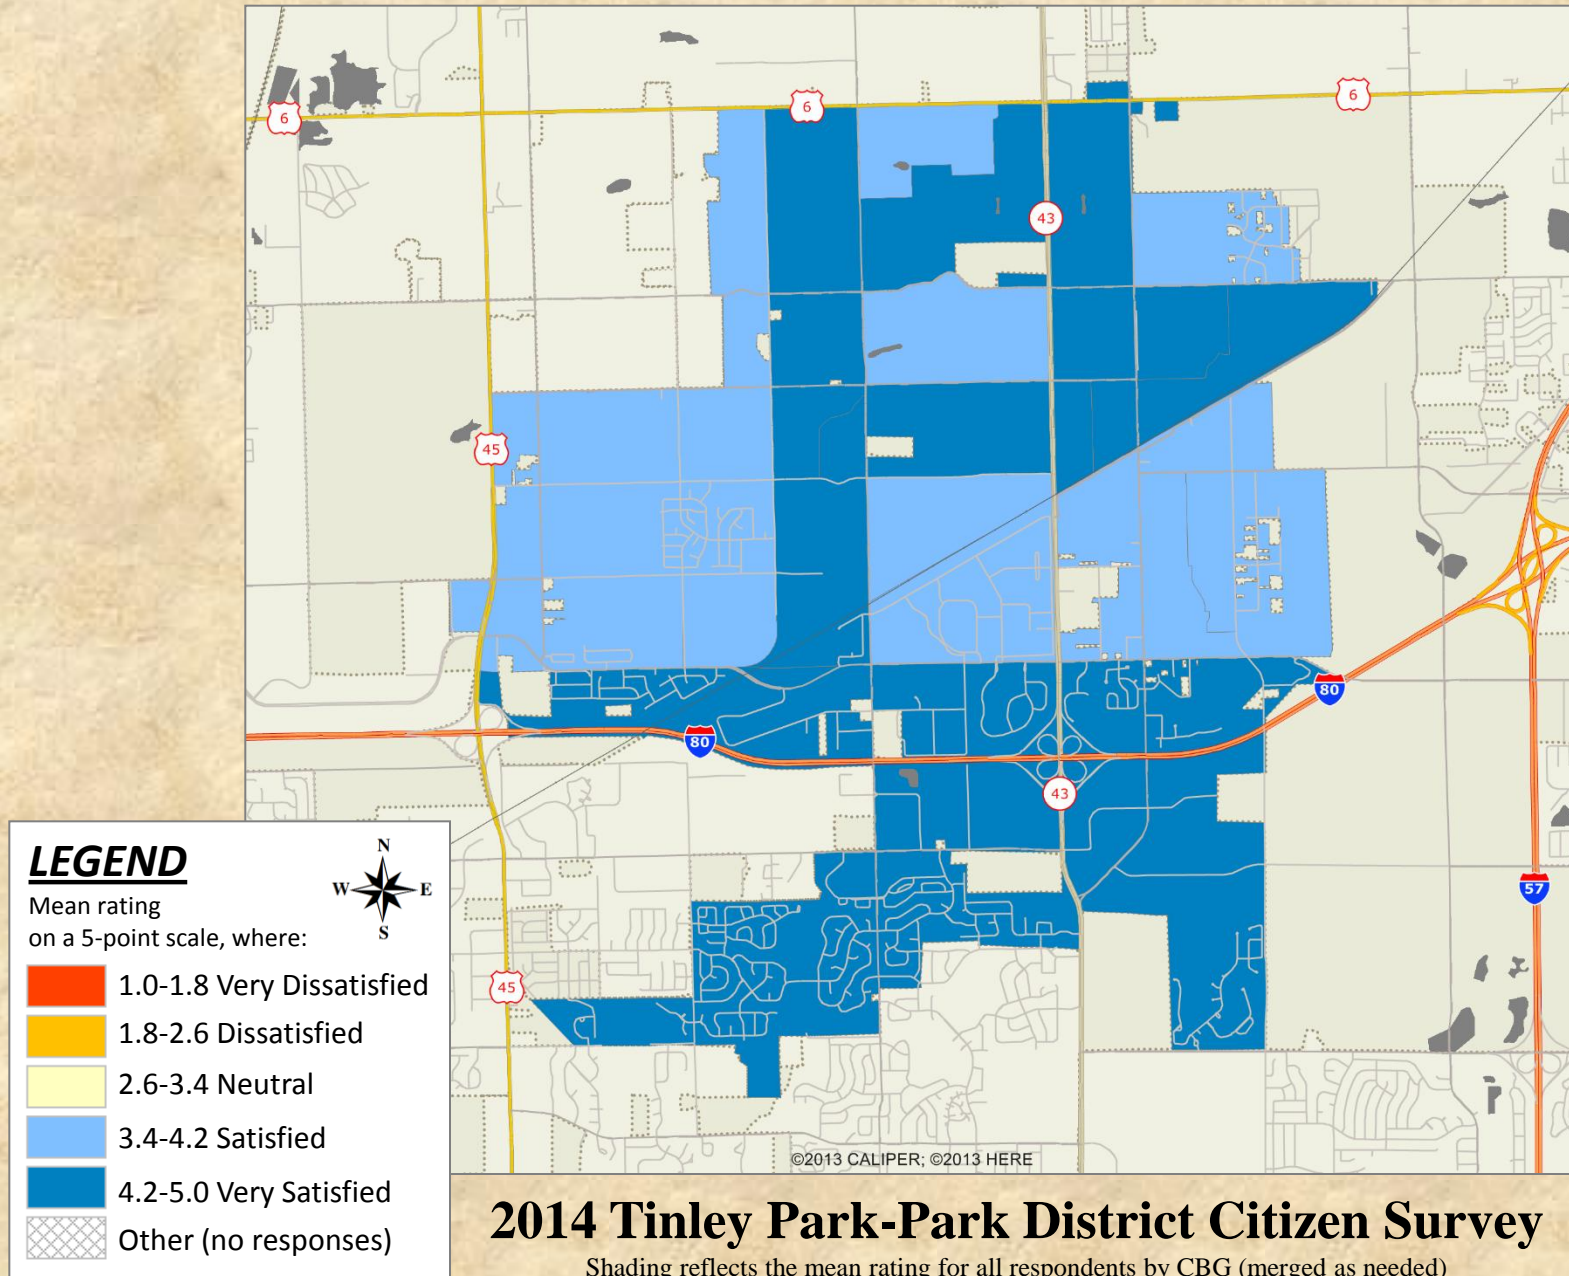 6
6
6
43
45
80
80
43
57
45
LEGEND
N
W
E
S
Mean rating
on a 5-point scale, where:
1.0-1.8 Very Dissatisfied
1.8-2.6 Dissatisfied
2.6-3.4 Neutral
3.4-4.2 Satisfied
4.2-5.0 Very Satisfied
Other (no responses)
©2013 CALIPER; ©2013 HERE
2014 Tinley Park-Park District Citizen Survey
Shading reflects the mean rating for all respondents by CBG (merged as needed)